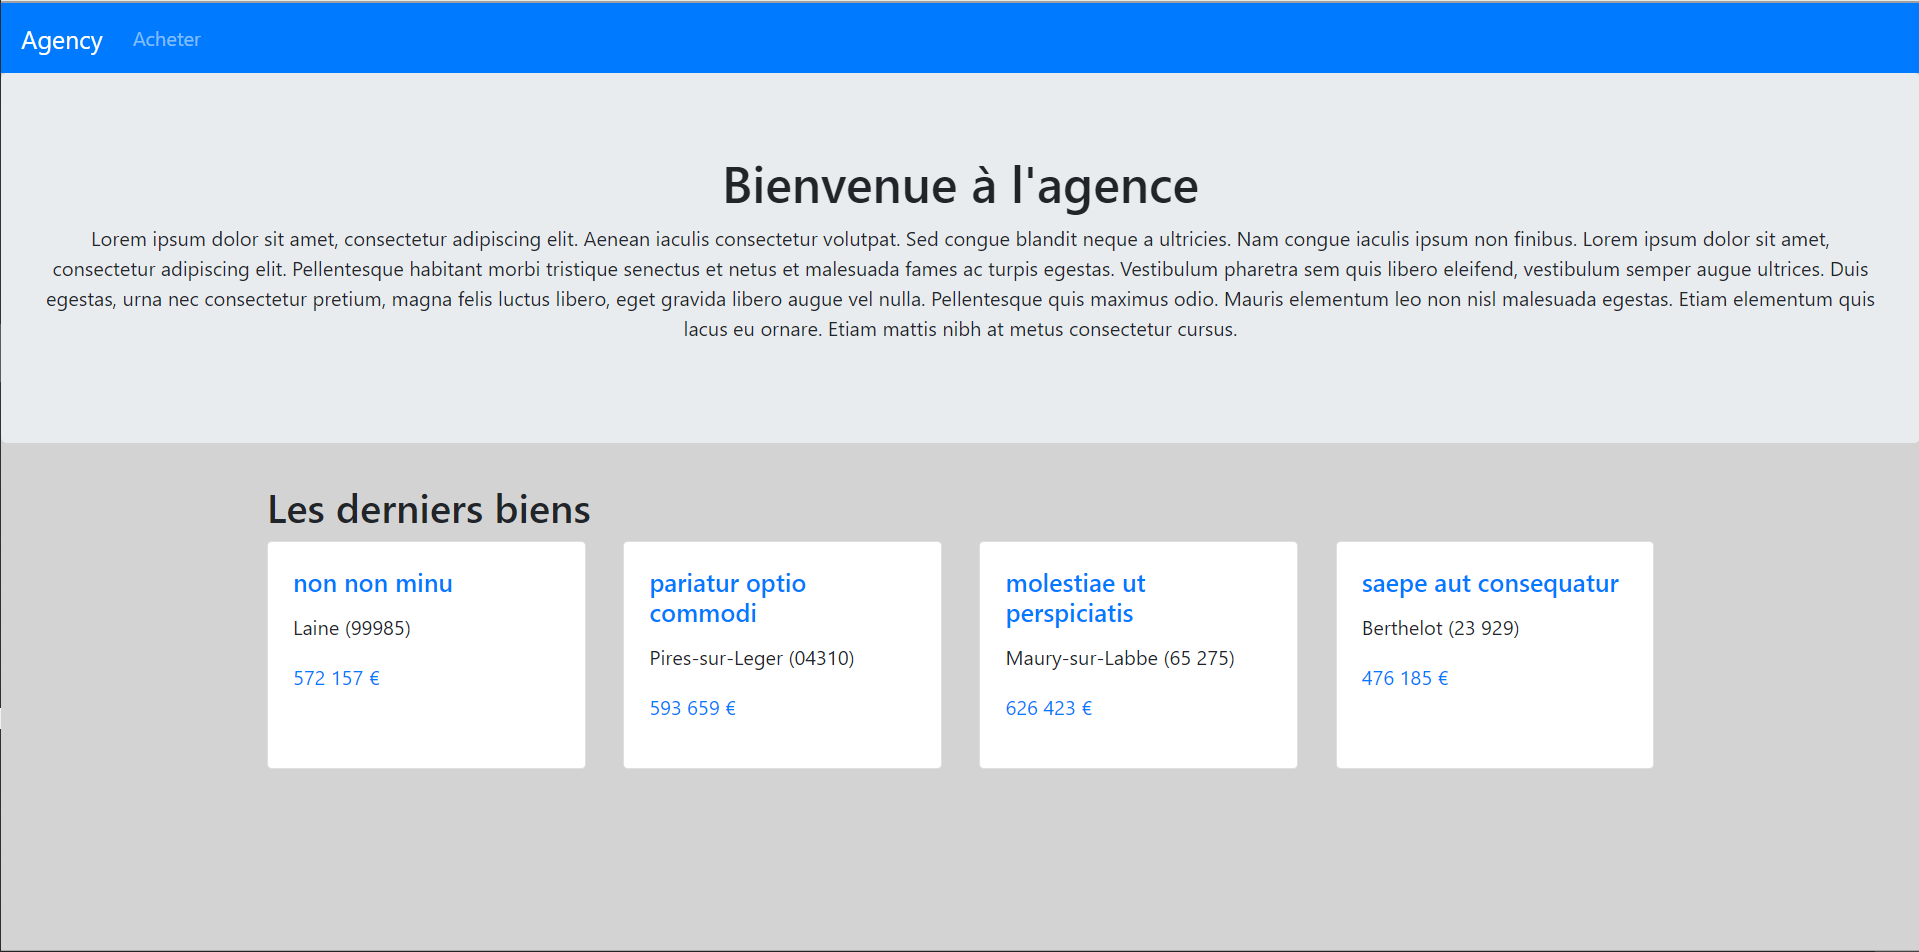 Agency Acheter
Bienvenue à l'agence
Lorem ipsum dolor sit amet, consectetur adipiscing elit. Aenean iaculis consectetur volutpat. Sed congue blandit neque a ultricies. Nam congue iaculis ipsum non finibus. Lorem ipsum dolor sit amet,
consectetur adipiscing elit. Pellentesque habitant morbi tristique senectus et netus et malesuada fames ac turpis egestas. Vestibulum pharetra sem quis libero eleifend, vestibulum semper augue ultrices. Duis
egestas, urna nec consectetur pretium, magna felis luctus libero, eget gravida libero augue vel nulla. Pellentesque quis maximus odio. Mauris elementum leo non nisl malesuada egestas. Etiam elementum quis
lacus eu ornare. Etiam mattis nibh at metus consectetur cursus.
Les derniers biens
non non minu
Laine (99985)
572 157 €
pariatur optio
commodi
Pires-sur-Leger (04310)
593 659 €
molestiae ut
perspiciatis
Maury-sur-Labbe (65 275)
626 423 €
saepe aut consequatur
Berthelot (23 929)
476 185 €